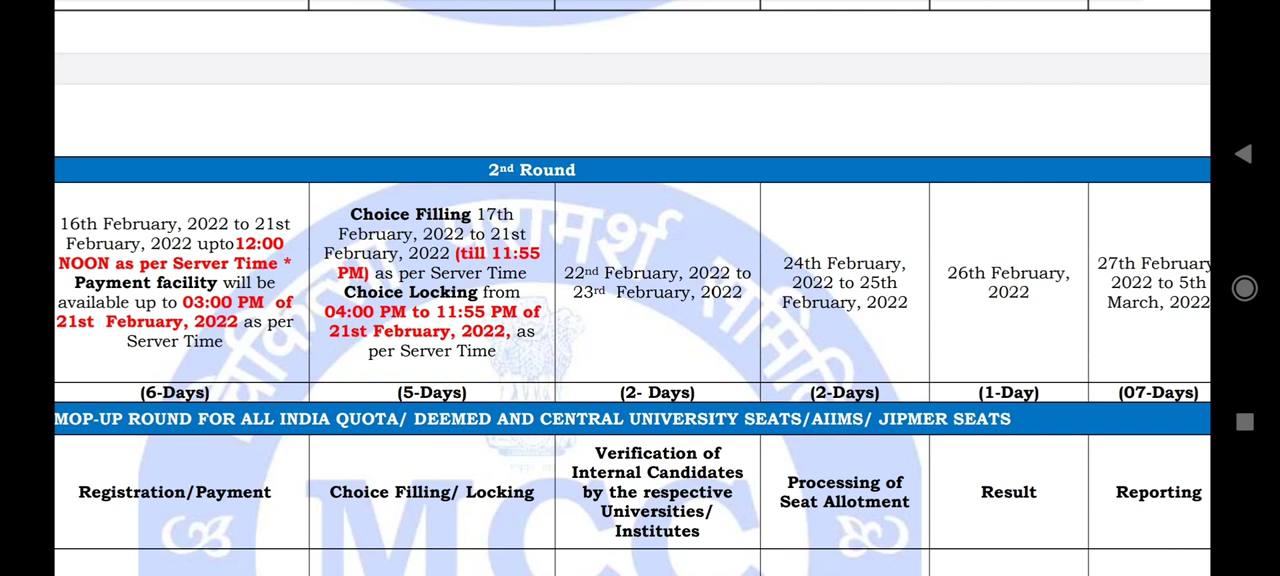 2nd Round
16th February, 2022 to 21st
February, 2022 upto12:00
NOON as per Server Time *
Payment facility will be
available up to 03:00 PM of
21st February, 2022 as per
Server Time
Choice Filling 17th
February, 2022 to 21st
February, 2022 (till 11:55
PM) as per Server Time
Choice Locking from
04:00 PM to 11:55 PM of
21st February, 2022, as
per Server Time
22nd February, 2022 to
23rd February, 2022
24th February,
2022 to 25th
February, 2022
26th February,
2022
27th February
2022 to 5th
March, 2022
(6-Days)
(5-Days)
(2- Days)
(2-Days)
(1-Day)
(07-Days)
MOP-UP ROUND FOR ALL INDIA QUOTA/ DEEMED AND CENTRAL UNIVERSITY SEATS/AIIMS/ JIPMER SEATS
Registration/Payment
Choice Filling/ Locking
Verification of
Internal Candidates
by the respective
Universities/
Institutes
Processing of
Seat Allotment
Result
Reporting
परामर्श समिति
MCC